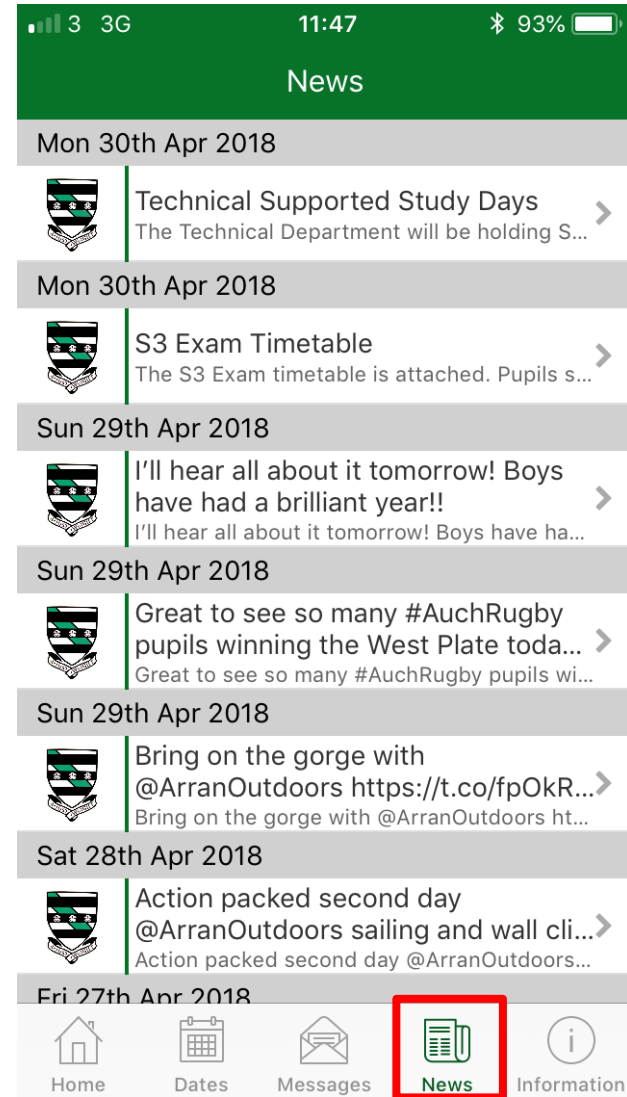 3 3G 11:47 93%
News
Mon 30th Apr 2018
Technical Supported Study Days
The Technical Department will be holding S...
Mon 30th Apr 2018
S3 Exam Timetable
The S3 Exam timetable is attached. Pupils s...
Sun 29th Apr 2018
I'll hear all about it tomorrow! Boys
have had a brilliant year!!
I'll hear all about it tomorrow! Boys have ha...
Sun 29th Apr 2018
Great to see so many #AuchRugby
pupils winning the West Plate toda...
Great to see so many #AuchRugby pupils wi...
Sun 29th Apr 2018
Bring on the gorge with
@ArranOutdoors https://t.co/fpOkR...
Bring on the gorge with @ArranOutdoors ht...
Sat 28th Apr 2018
Action packed second day
@ArranOutdoors sailing and wall cli...
Action packed second day @ArranOutdoors...
Fri 27th Apr 2018
Home Dates Messages News Information